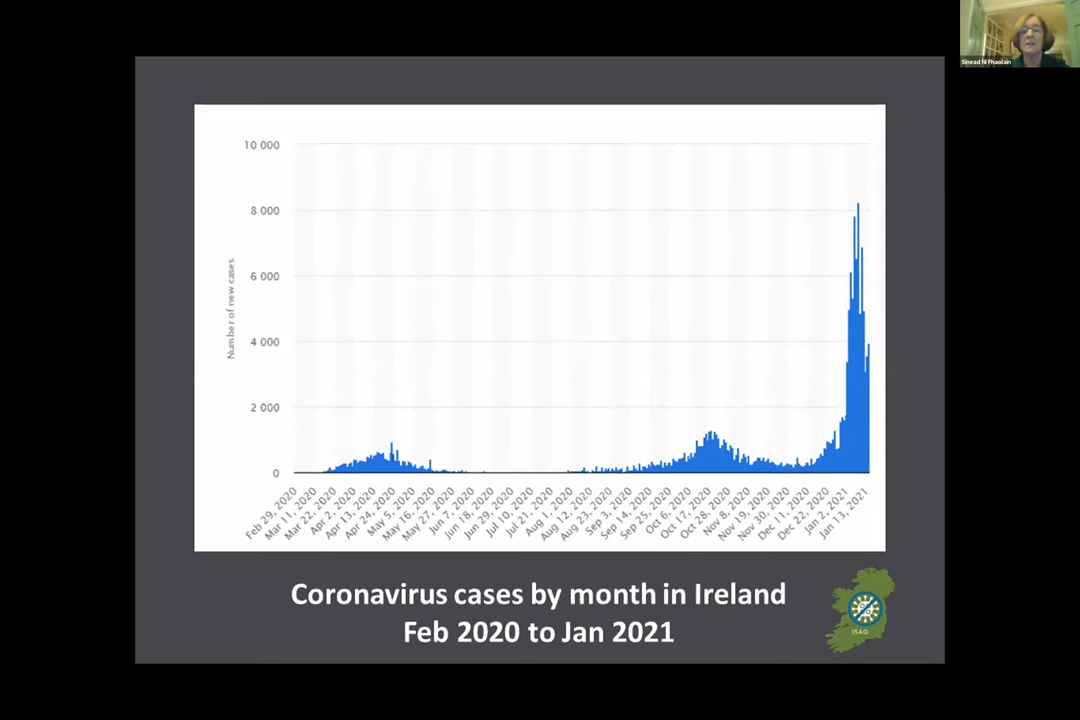 Sinead Ni Fhaolain
10 000
8 000
6 000
4 000
2 000
0
Number of new cases
Feb 29, 2020
Mar 11, 2020
Mar 22, 2020
Apr 2, 2020
Apr 13, 2020
Apr 24, 2020
May 5, 2020
May 16, 2020
May 27, 2020
Jun 7, 2020
Jun 18, 2020
Jun 29, 2020
Jul 10, 2020
Jul 21, 2020
Aug 1, 2020
Aug 12, 2020
Aug 23, 2020
Sep 3, 2020
Sep 14, 2020
Sep 25, 2020
Oct 6, 2020
Oct 17, 2020
Oct 28, 2020
Nov 8, 2020
Nov 19, 2020
Nov 30, 2020
Dec 11, 2020
Dec 22, 2020
Jan 2, 2021
Jan 13, 2021
Coronavirus cases by month in Ireland
Feb 2020 to Jan 2021
ISAG